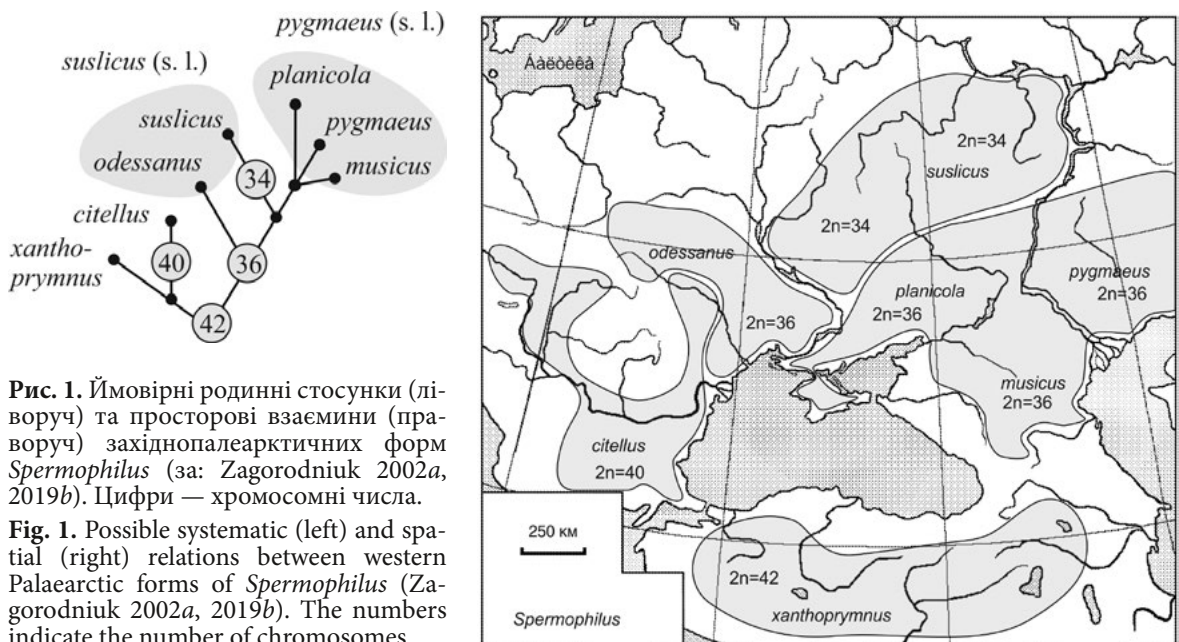 pygmaeus (s. l.)
suslicus (s. l.)
planicola
suslicus
pygmaeus
odessanus
musicus
34
citellus
xantho-
prymnus
40
36
42
Рис. 1. Ймовірні родинні стосунки (лі-
воруч) та просторові взаємини (пра-
воруч) західнопалеарктичних форм
Spermophilus (за: Zagorodniuk 2002a,
2019b). Цифри — хромосомні числа.
Fig. 1. Possible systematic (left) and spa-
tial (right) relations between western
Palaearctic forms of Spermophilus (Za-
gorodniuk 2002a, 2019b). The numbers
indicate the number of chromosomes
Áàëòèêà
2n=34
suslicus
2n=34
odessanus
2n=36
planicola
2n=36
pygmaeus
2n=36
musicus
2n=36
citellus
2n=40
250 км
2n=42
xanthoprymnus
Spermophilus